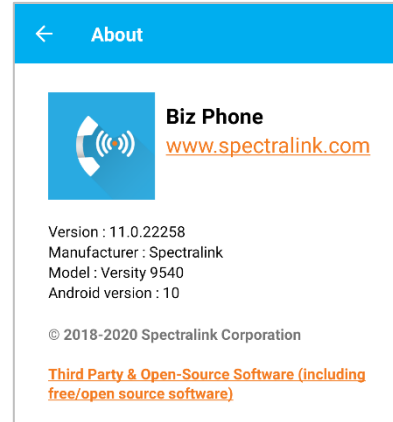 About
Biz Phone
www.spectralink.com
Version : 11.0.22258
Manufacturer : Spectralink
Model : Versity 9540
Android version : 10
© 2018-2020 Spectralink Corporation
Third Party & Open-Source Software (including
free/open source software)